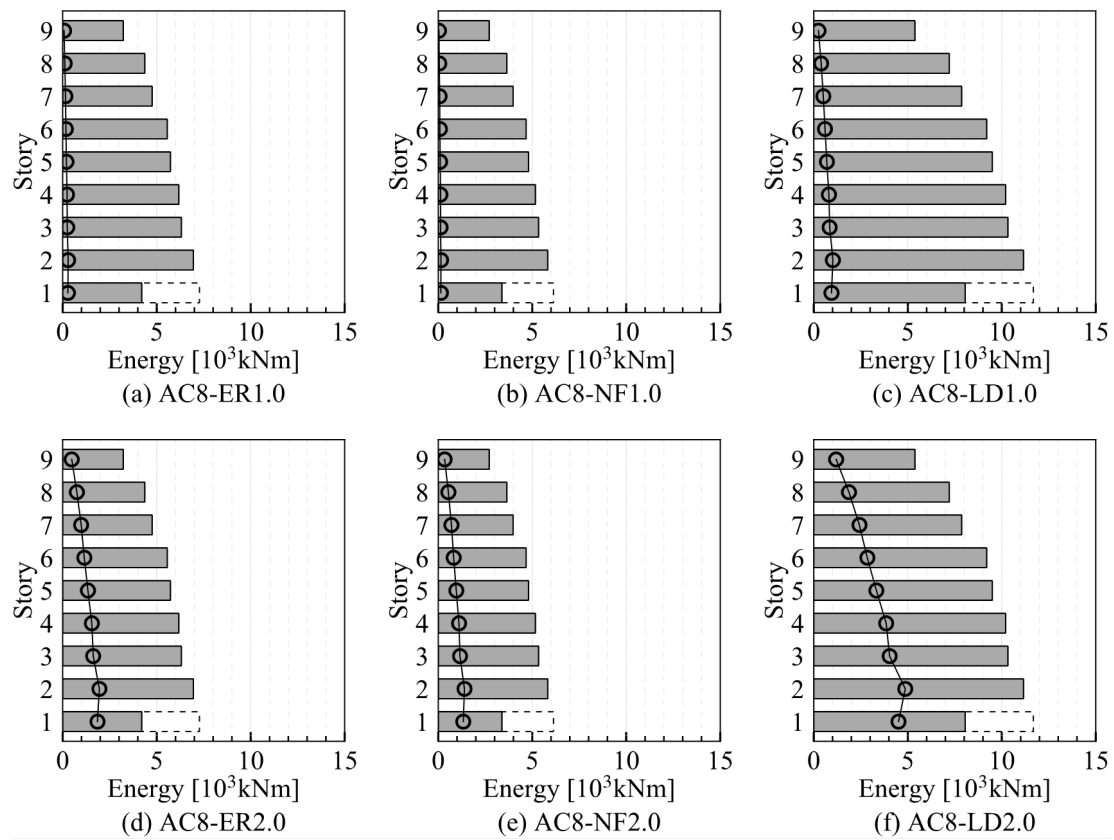 9
8
7
6
5
4
3
2
1
Story
0 5 10 15
Energy [10³kNm]
(a) AC8-ER1.0
9
8
7
6
5
4
3
2
1
Story
0 5 10 15
Energy [10³kNm]
(b) AC8-NF1.0
9
8
7
6
5
4
3
2
1
Story
0 5 10 15
Energy [10³kNm]
(c) AC8-LD1.0
9
8
7
6
5
4
3
2
1
Story
0 5 10 15
Energy [10³kNm]
(d) AC8-ER2.0
9
8
7
6
5
4
3
2
1
Story
0 5 10 15
Energy [10³kNm]
(e) AC8-NF2.0
9
8
7
6
5
4
3
2
1
Story
0 5 10 15
Energy [10³kNm]
(f) AC8-LD2.0